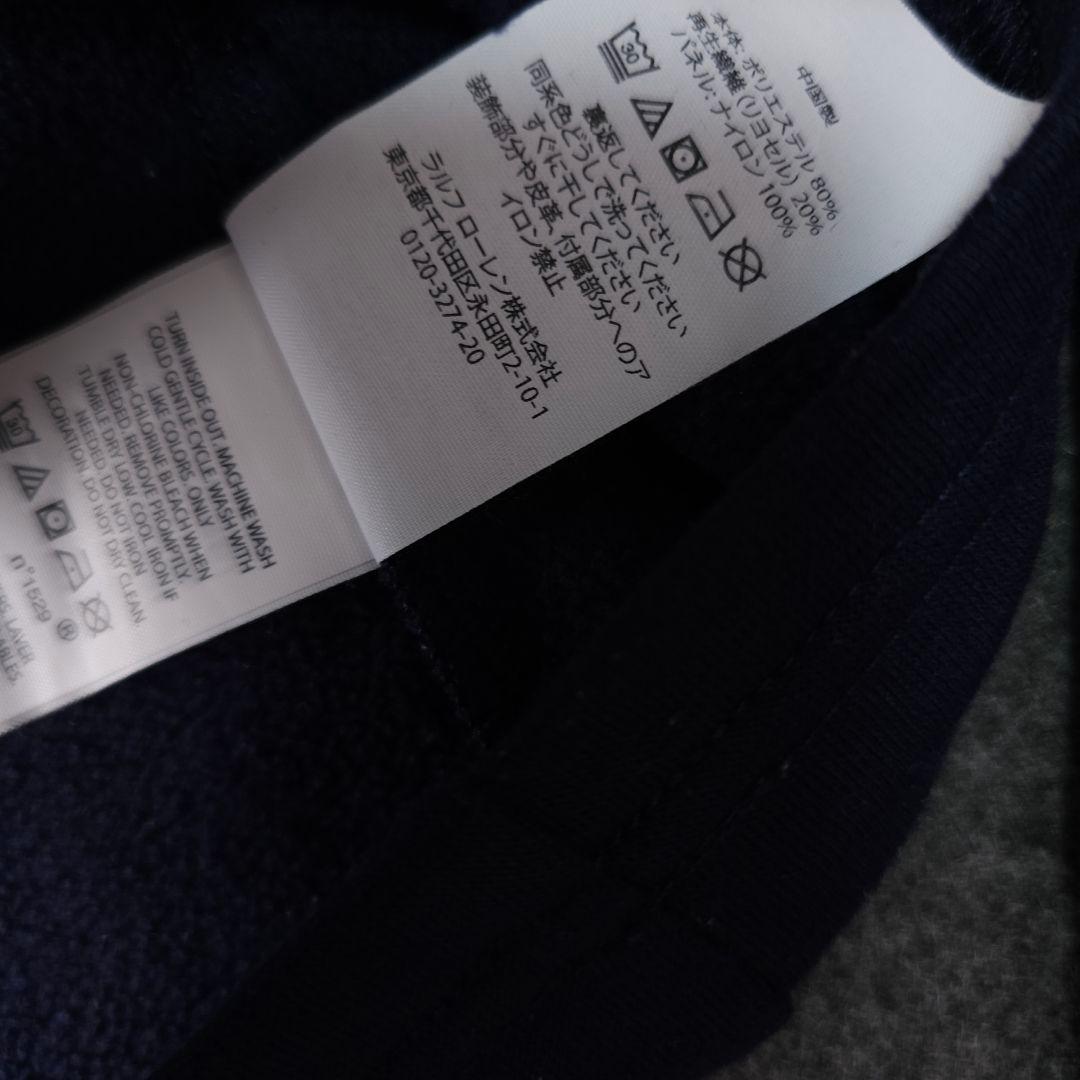 中国製
本体: ポリエステル 80%、
再生繊維 (リヨセル) 20%
パネル: ナイロン 100%
30
裏返してください
同系色どうしで洗ってください
すぐに干してください
装飾部分や皮革、付属部分へのア
イロン禁止
ラルフ ローレン株式会社
東京都千代田区永田町2-10-1
0120-3274-20
TURN INSIDE OUT. MACHINE WASH
COLD GENTLE CYCLE. WASH WITH
LIKE COLORS. ONLY
NON-CHLORINE BLEACH WHEN
NEEDED. REMOVE PROMPTLY.
TUMBLE DRY LOW. COOL IRON IF
NEEDED. DO NOT IRON
DECORATION. DO NOT DRY CLEAN
30
n°1529 ®
LAYER